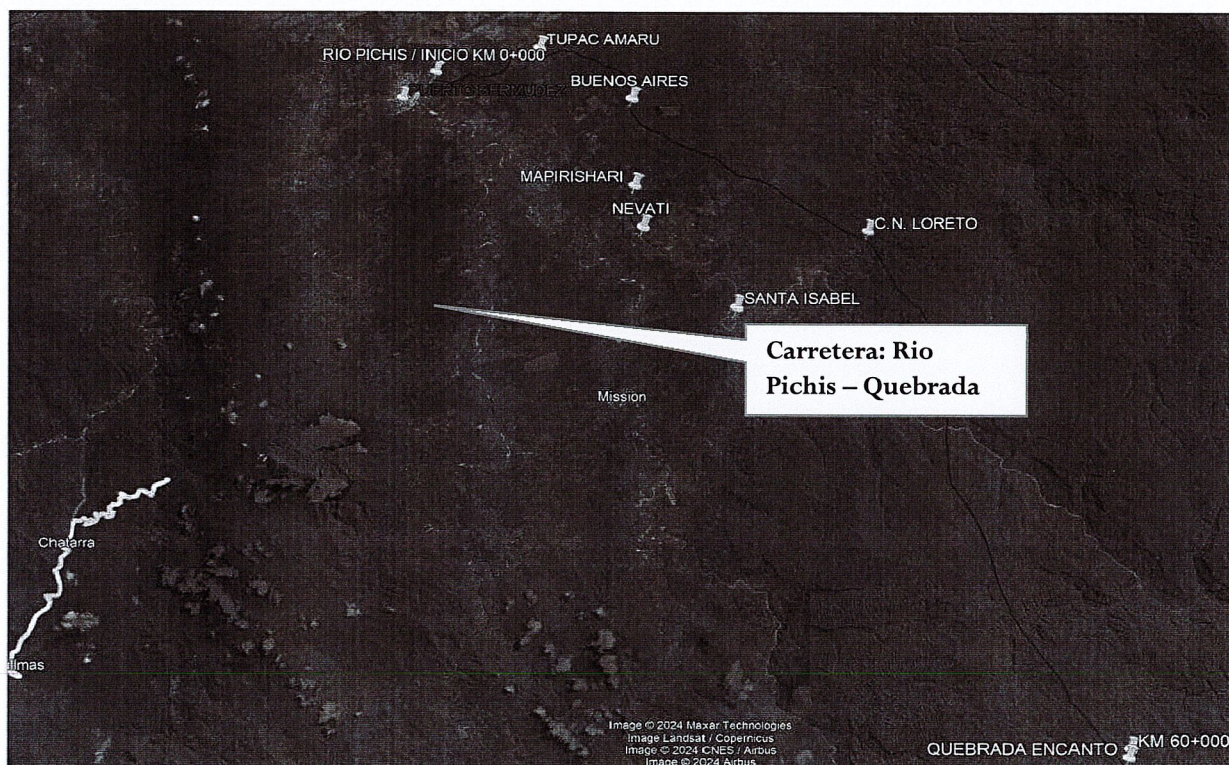 TUPAC AMARU
RIO PICHIS / INICIO KM 0+000
PUERTO BERMUDEZ
BUENOS AIRES
MAPIRISHARI
NEVATI
C.N. LORETO
SANTA ISABEL
Carretera: Rio
Pichis – Quebrada
Mission
Chatarra
Image © 2024 Maxar Technologies
Image Landsat / Copernicus
Image © 2024 CNES / Airbus
Image © 2024 Airbus
QUEBRADA ENCANTO
KM 60+000